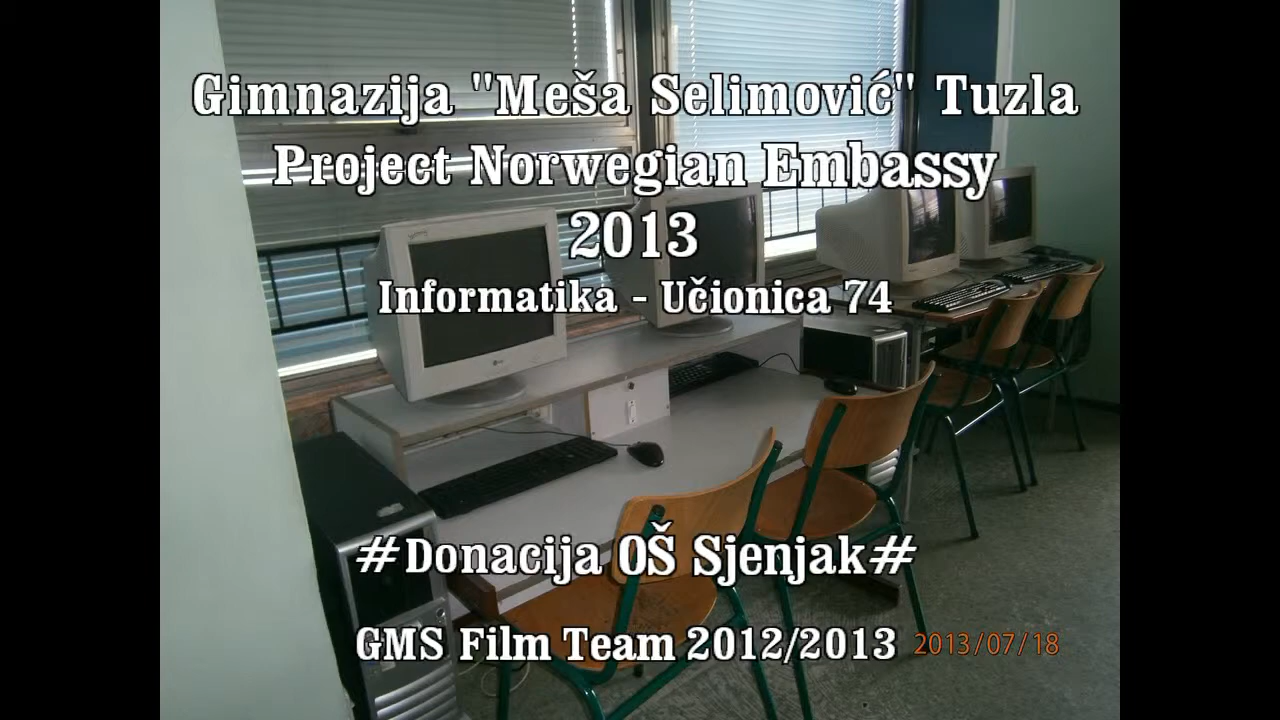 Gimnazija "Meša Selimović" Tuzla
Project Norwegian Embassy
2013
Informatika - Učionica 74
#Donacija OŠ Sjenjak#
GMS Film Team 2012/2013
2013/07/18